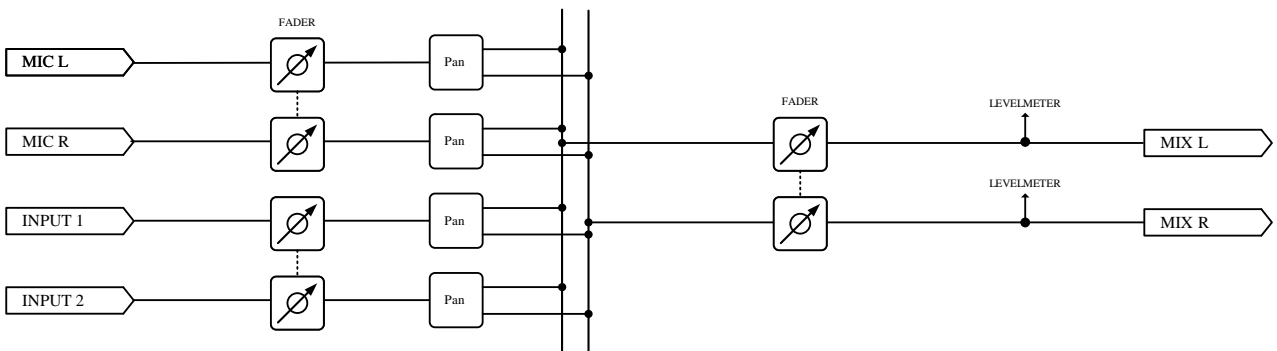 FADER
MIC L
Pan
MIC R
Pan
INPUT 1
Pan
INPUT 2
Pan
FADER
LEVELMETER
MIX L
LEVELMETER
MIX R